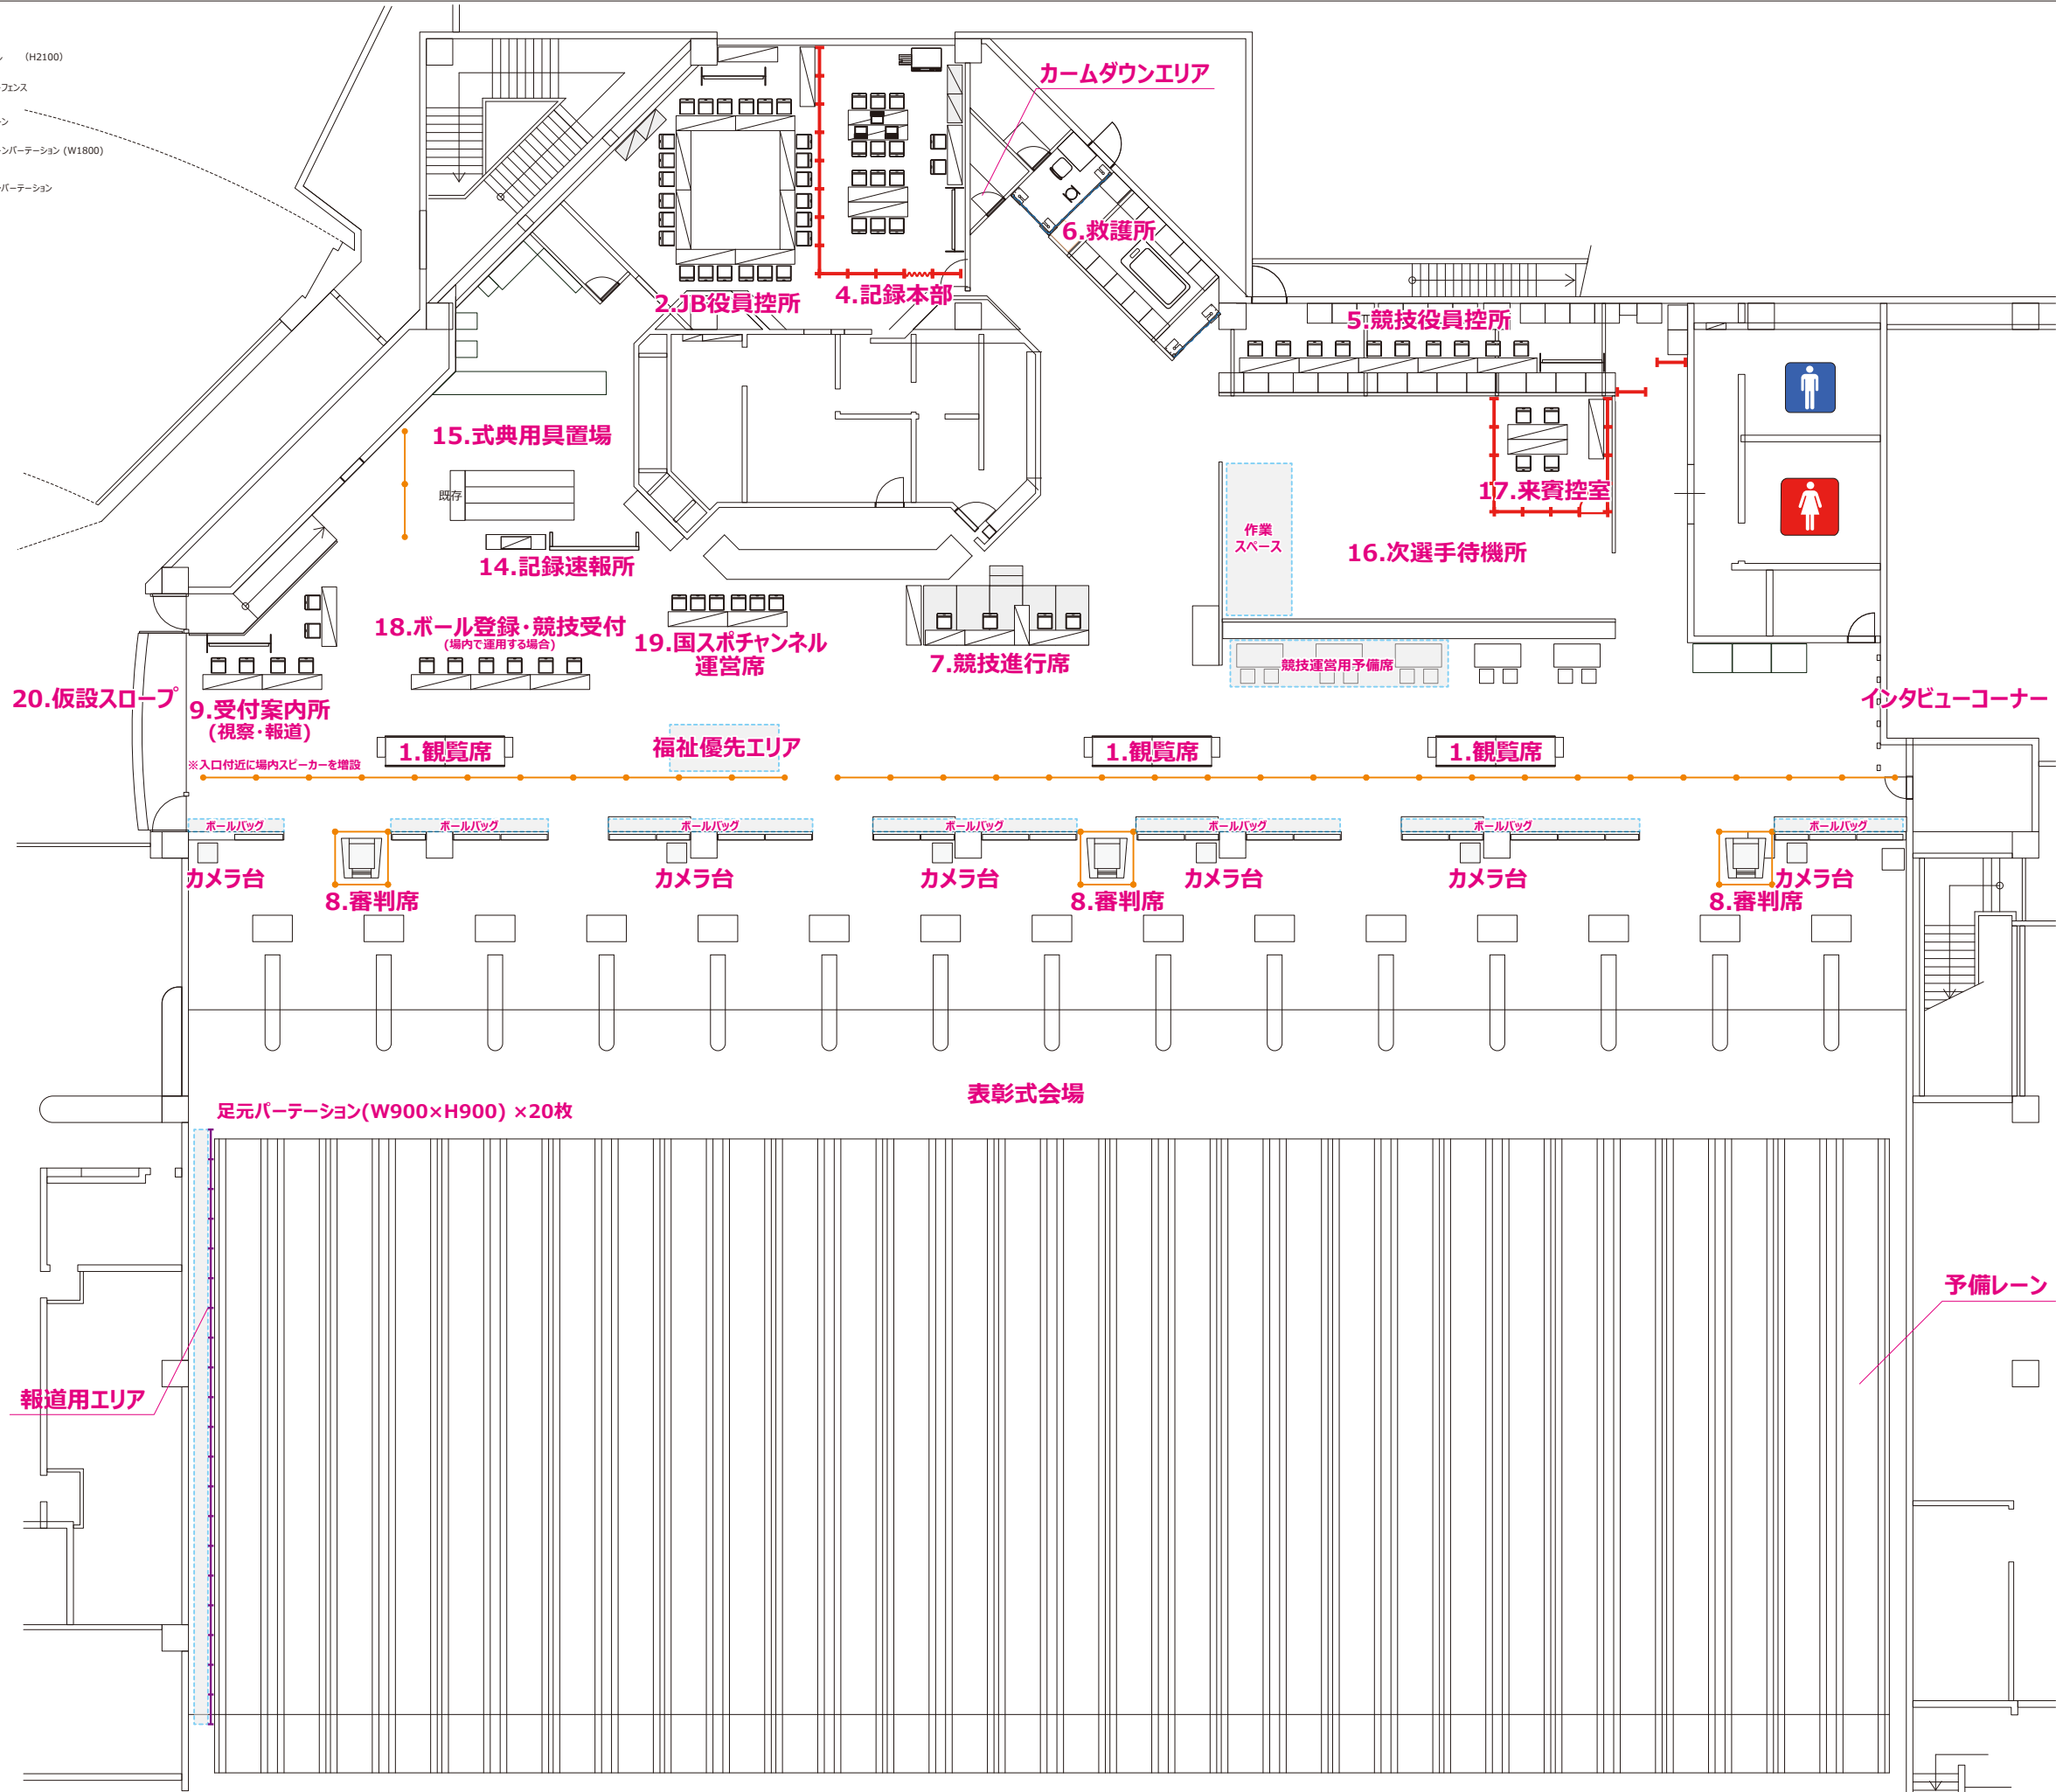 (H2100)
フェンス
ーン
ンパーテーション (W1800)
パーテーション
カームダウンエリア
6.救護所
2.JB役員控所
4.記録本部
5.競技役員控所
15.式典用具置場
既存
17.来賓控室
14.記録速報所
作業
スペース
16.次選手待機所
18.ボール登録・競技受付
(場内で運用する場合)
19.国スポチャンネル
運営席
7.競技進行席
競技運営用予備席
20.仮設スロープ
9.受付案内所
(視察・報道)
インタビューコーナー
1.観覧席
福祉優先エリア
1.観覧席
1.観覧席
※入口付近に場内スピーカーを増設
ボールバッグ
ボールバッグ
ボールバッグ
ボールバッグ
ボールバッグ
ボールバッグ
ボールバッグ
カメラ台
カメラ台
カメラ台
カメラ台
カメラ台
カメラ台
8.審判席
8.審判席
8.審判席
表彰式会場
足元パーテーション(W900×H900) ×20枚
予備レーン
報道用エリア